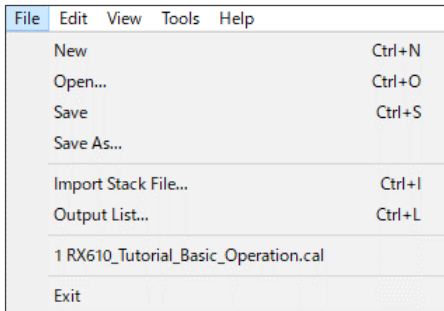 File Edit View Tools Help
New Ctrl+N
Open... Ctrl+O
Save Ctrl+S
Save As...
Import Stack File... Ctrl+I
Output List... Ctrl+L
1 RX610_Tutorial_Basic_Operation.cal
Exit